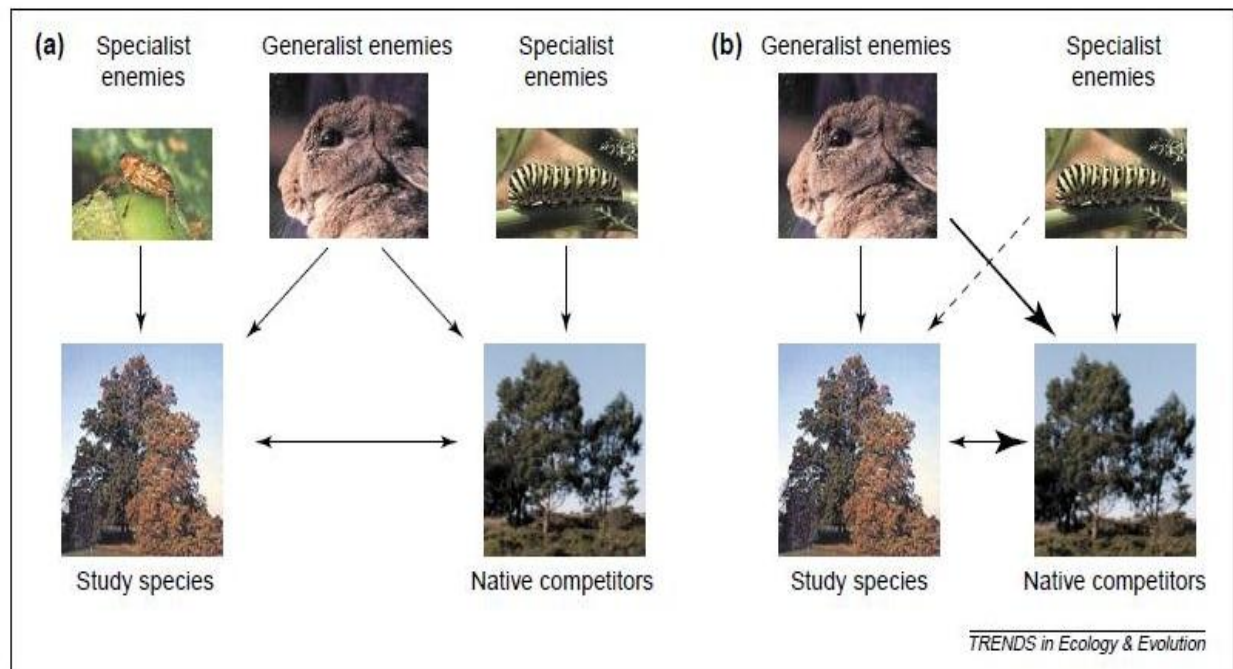 (a)
Specialist
enemies
Generalist enemies
Specialist
enemies
Study species
Native competitors
(b)
Generalist enemies
Specialist
enemies
Study species
Native competitors
TRENDS in Ecology & Evolution